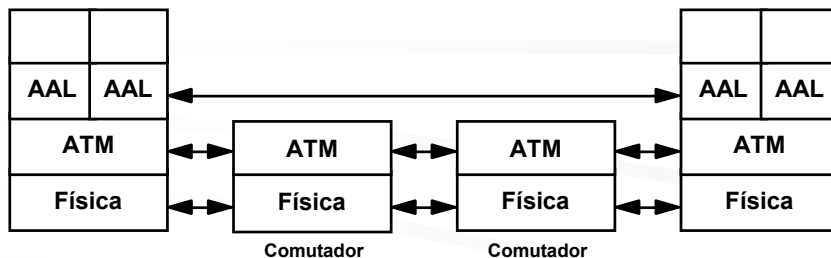 AAL AAL AAL AAL
ATM ATM ATM ATM
Física Física Física Física
Comutador Comutador